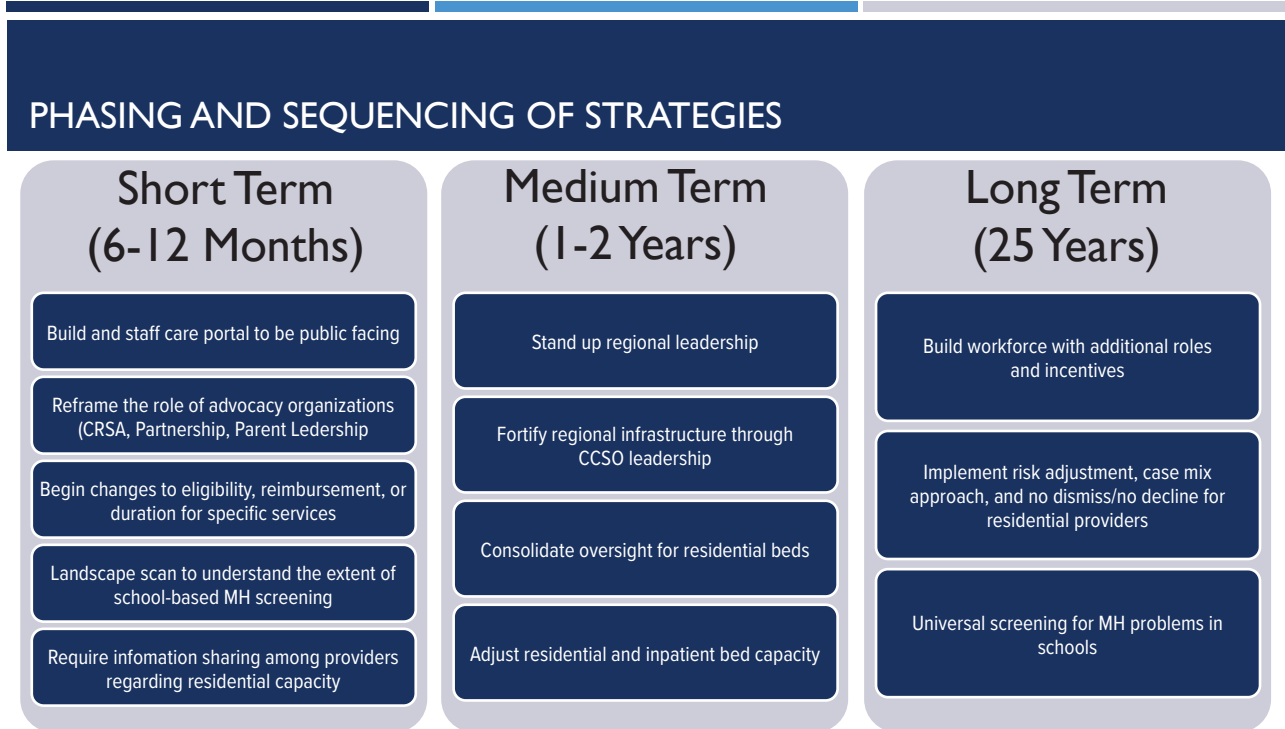 PHASING AND SEQUENCING OF STRATEGIES
Short Term
(6-12 Months)
Build and staff care portal to be public facing
Reframe the role of advocacy organizations
(CRSA, Partnership, Parent Ledership
Begin changes to eligibility, reimbursement, or
duration for specific services
Landscape scan to understand the extent of
school-based MH screening
Require infomation sharing among providers
regarding residential capacity
Medium Term
(1-2 Years)
Stand up regional leadership
Fortify regional infrastructure through
CCSO leadership
Consolidate oversight for residential beds
Adjust residential and inpatient bed capacity
Long Term
(25 Years)
Build workforce with additional roles
and incentives
Implement risk adjustment, case mix
approach, and no dismiss/no decline for
residential providers
Universal screening for MH problems in
schools